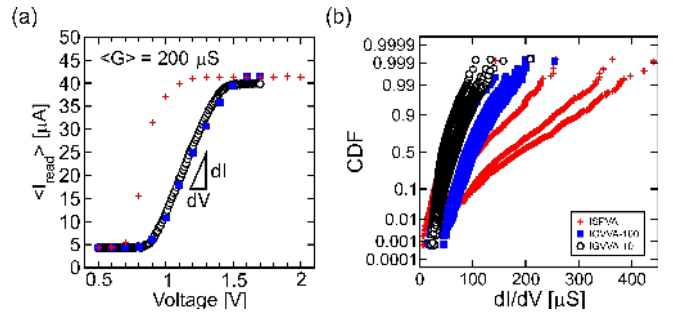 (a)
(b)
<G> = 200 µS
50
45
40
35
30
25
20
15
10
5
0
<I_read> [µA]
dI
dV
0.5
1
1.5
2
Voltage [V]
0.9999
0.999
0.99
0.9
0.5
0.1
0.01
0.001
0.0001
CDF
ISPVA
IGVVA-100
IGVVA-10
0
100
200
300
400
dI/dV [µS]